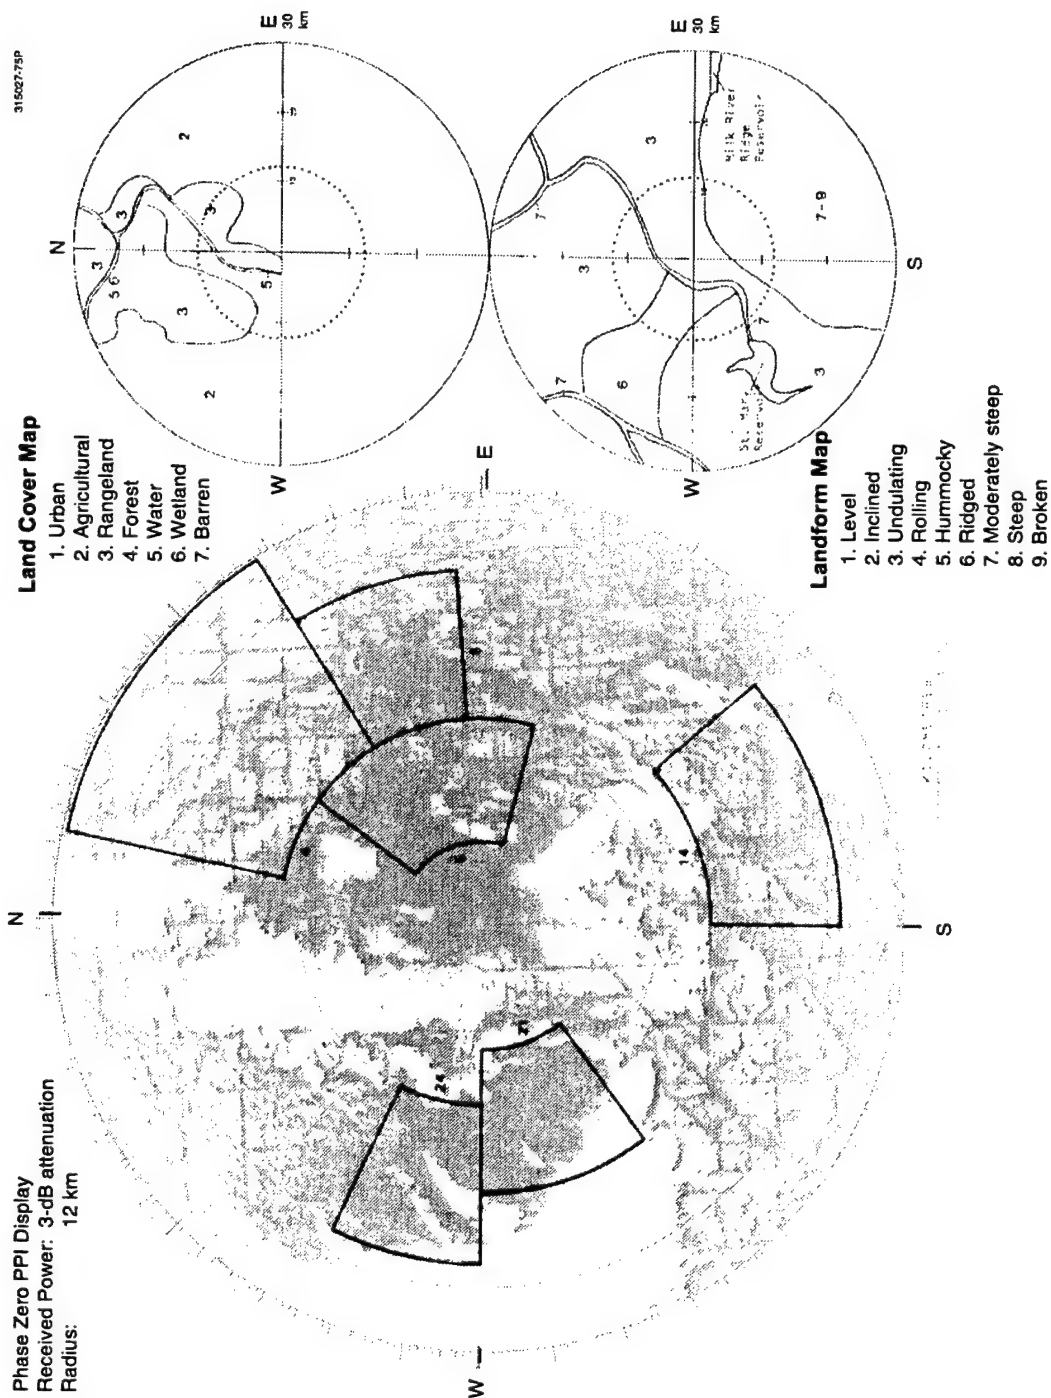 315027-75P
Phase Zero PPI Display
Received Power: 3-dB attenuation
Radius: 12 km
N
W
E
S
4
6
8
14
21
24
Land Cover Map
1. Urban
2. Agricultural
3. Rangeland
4. Forest
5. Water
6. Wetland
7. Barren
N
W
E
30
km
2
2
3
3
3
3
5
6
5
Landform Map
1. Level
2. Inclined
3. Undulating
4. Rolling
5. Hummocky
6. Ridged
7. Moderately steep
8. Steep
9. Broken
W
E
30
km
S
7
3
3
7
6
7
3
7-9
Milk River
Ridge
Reservoir
St. Mary
Reservoir